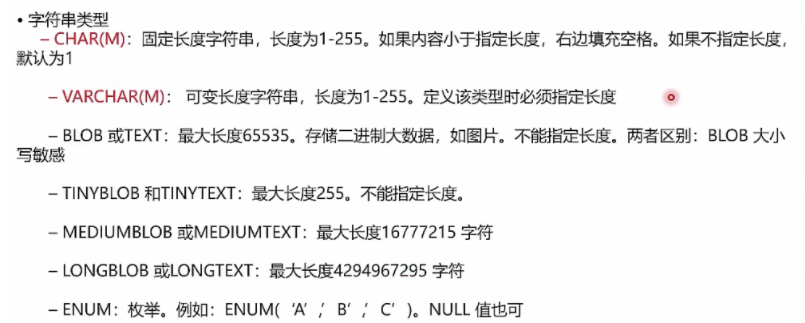 • 字符串类型
– CHAR(M)：固定长度字符串，长度为1-255。如果内容小于指定长度，右边填充空格。如果不指定长度，
默认为1
– VARCHAR(M)： 可变长度字符串，长度为1-255。定义该类型时必须指定长度
– BLOB 或TEXT：最大长度65535。存储二进制大数据，如图片。不能指定长度。两者区别：BLOB 大小
写敏感
– TINYBLOB 和TINYTEXT：最大长度255。不能指定长度。
– MEDIUMBLOB 或MEDIUMTEXT：最大长度16777215 字符
– LONGBLOB 或LONGTEXT：最大长度4294967295 字符
– ENUM：枚举。例如：ENUM(‘A’,’B’,’C’)。NULL 值也可